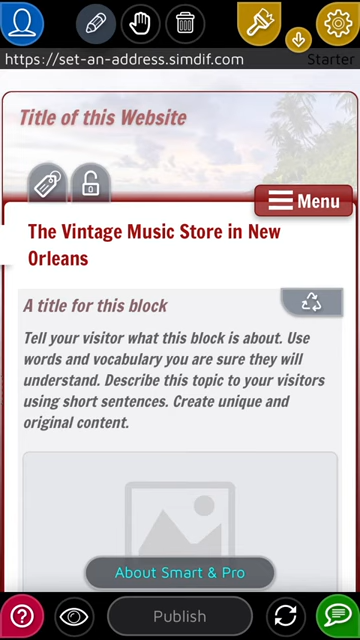 https://set-an-address.simdif.com
Starter
Title of this Website
Menu
The Vintage Music Store in New
Orleans
A title for this block
Tell your visitor what this block is about. Use
words and vocabulary you are sure they will
understand. Describe this topic to your visitors
using short sentences. Create unique and
original content.
About Smart & Pro
?
Publish